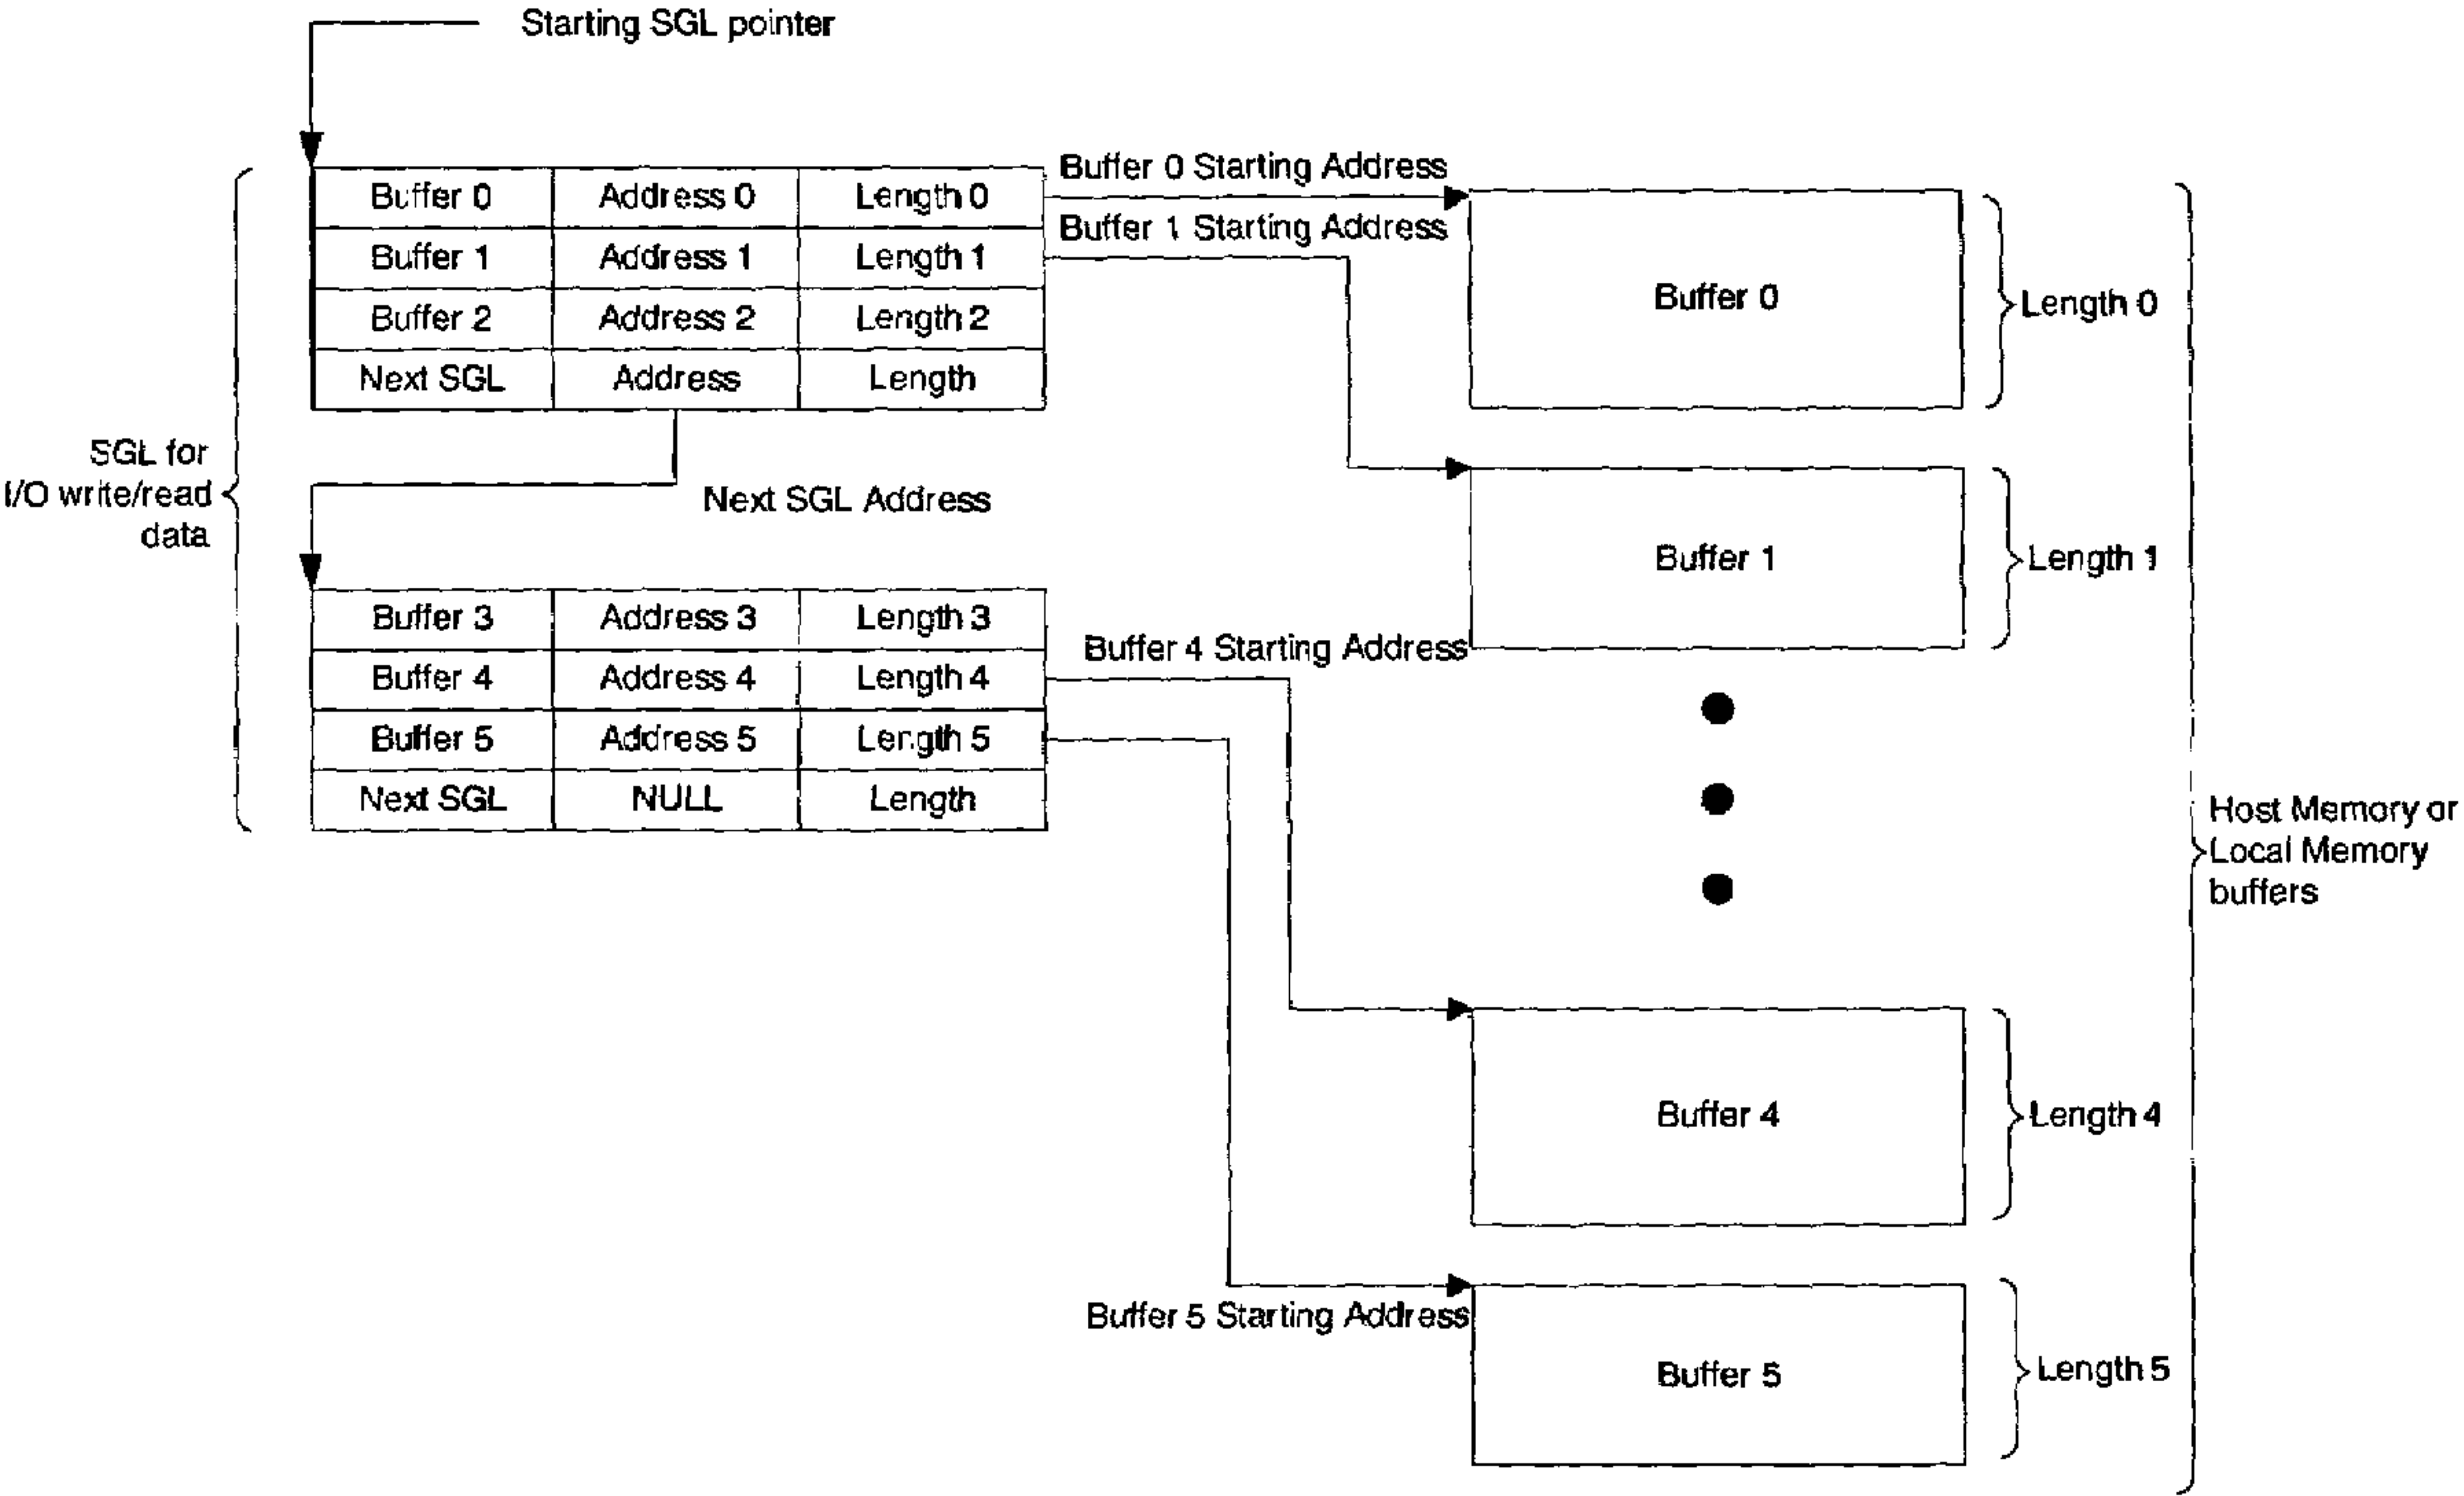 Starting SGL pointer
Buffer 0 Address 0 Length 0
Buffer 1 Address 1 Length 1
Buffer 2 Address 2 Length 2
Next SGL Address Length
Buffer 0 Starting Address
Buffer 1 Starting Address
Buffer 0
Length 0
SGL for
I/O write/read
data
Next SGL Address
Buffer 1
Length 1
Buffer 3 Address 3 Length 3
Buffer 4 Address 4 Length 4
Buffer 5 Address 5 Length 5
Next SGL NULL Length
Buffer 4 Starting Address
Host Memory or
Local Memory
buffers
Buffer 4
Length 4
Buffer 5 Starting Address
Buffer 5
Length 5